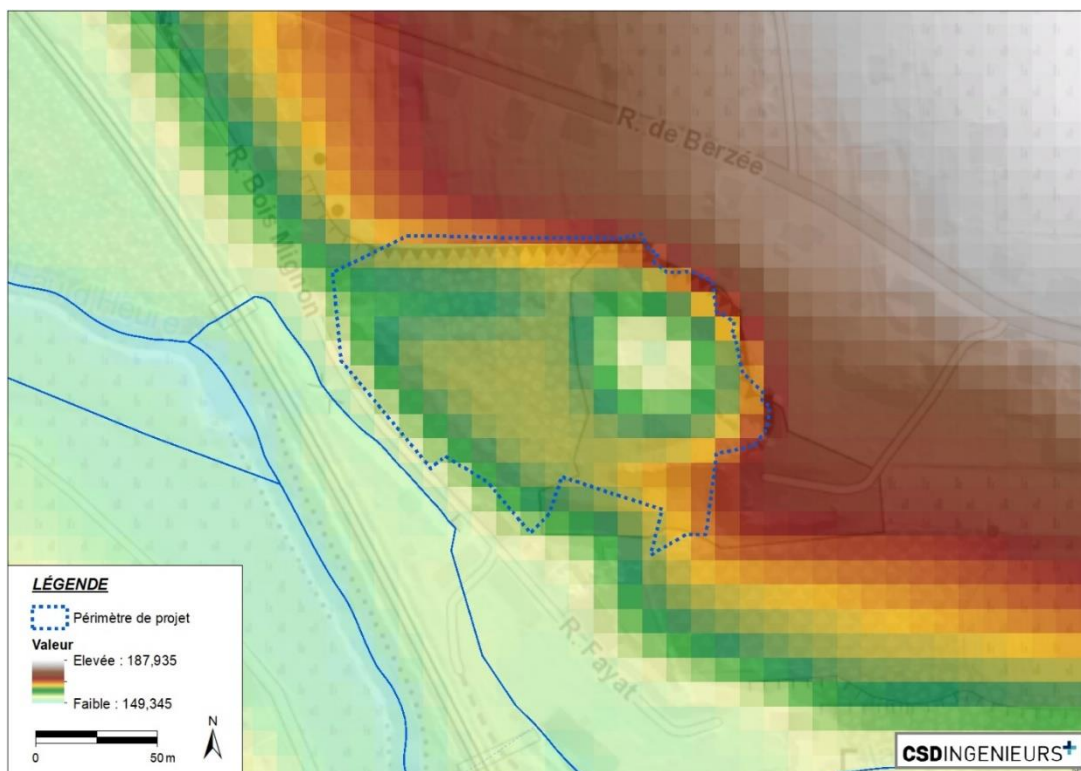 R. de Berzée
R. Bois Mignon
R. Fayat
LÉGENDE
Périmètre de projet
Valeur
Elevée : 187,935
Faible : 149,345
N
0
50 m
CSDINGENIEURS+